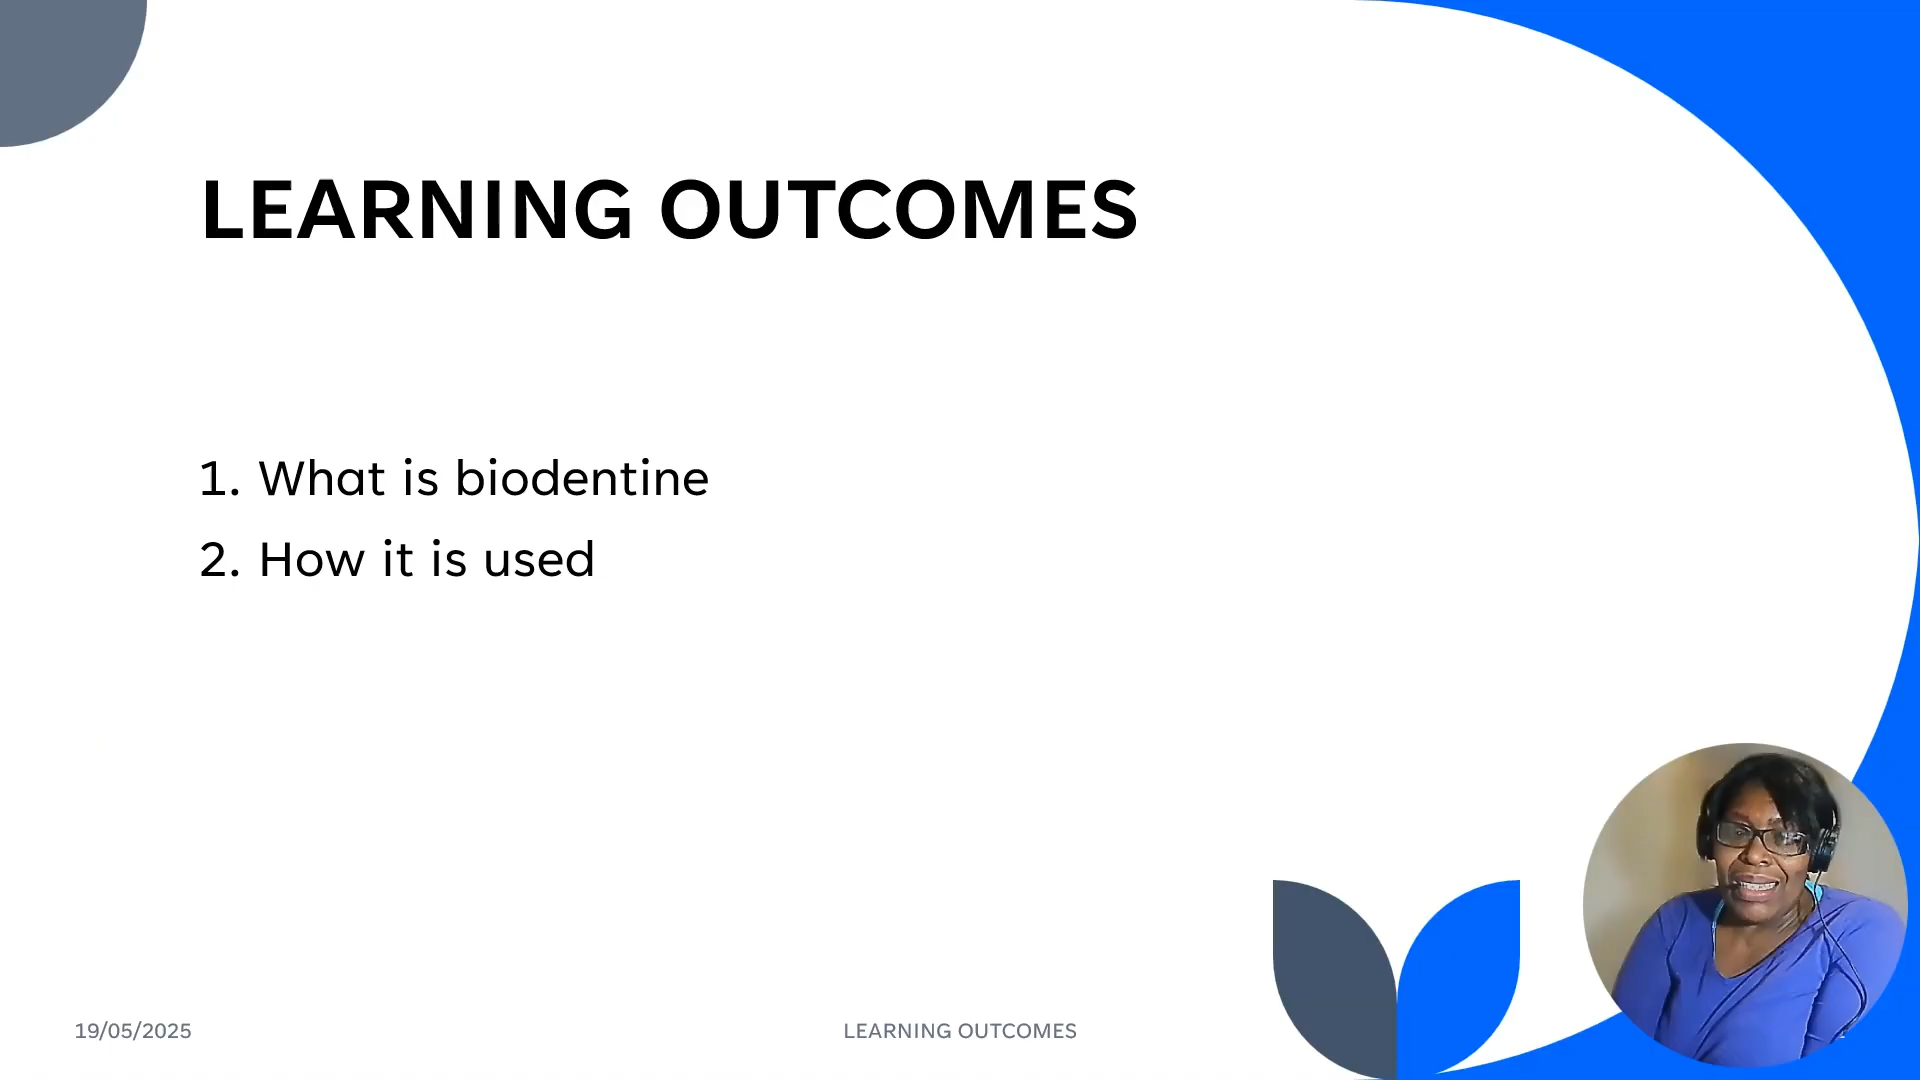 LEARNING OUTCOMES
1. What is biodentine
2. How it is used
19/05/2025
LEARNING OUTCOMES